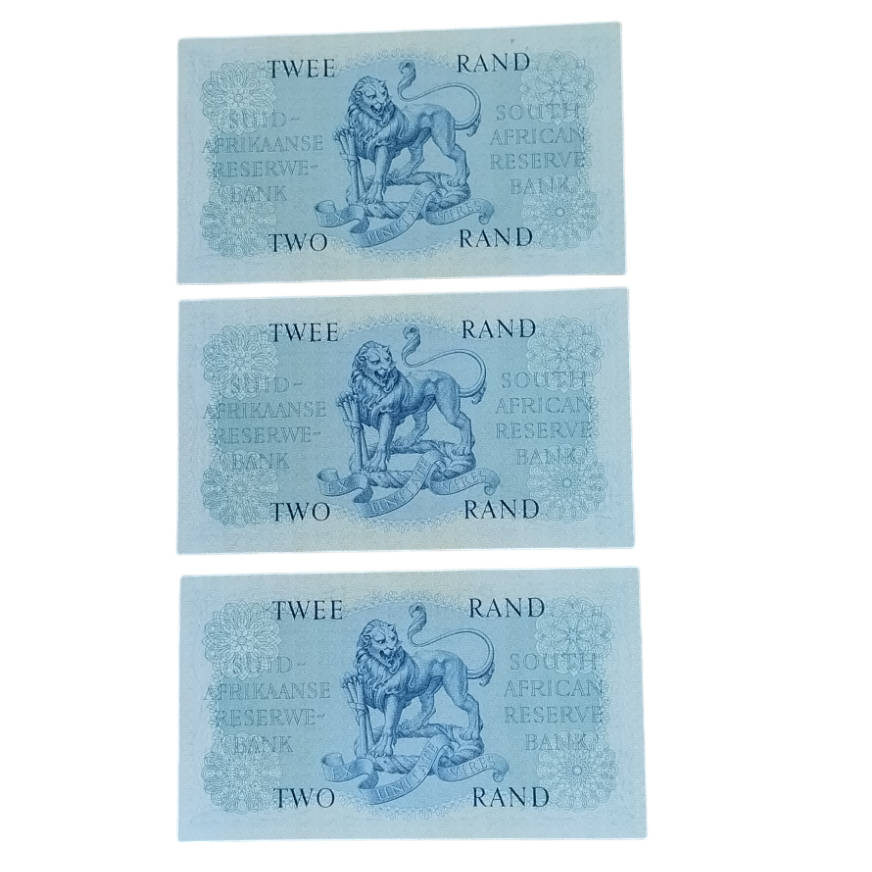 TWEE RAND
SUID- SOUTH
AFRIKAANSE AFRICAN
RESERWE- RESERVE
BANK BANK
EX UNITATE VIRES
TWO RAND
TWEE RAND
SUID- SOUTH
AFRIKAANSE AFRICAN
RESERWE- RESERVE
BANK BANK
EX UNITATE VIRES
TWO RAND
TWEE RAND
SUID- SOUTH
AFRIKAANSE AFRICAN
RESERWE- RESERVE
BANK BANK
EX UNITATE VIRES
TWO RAND